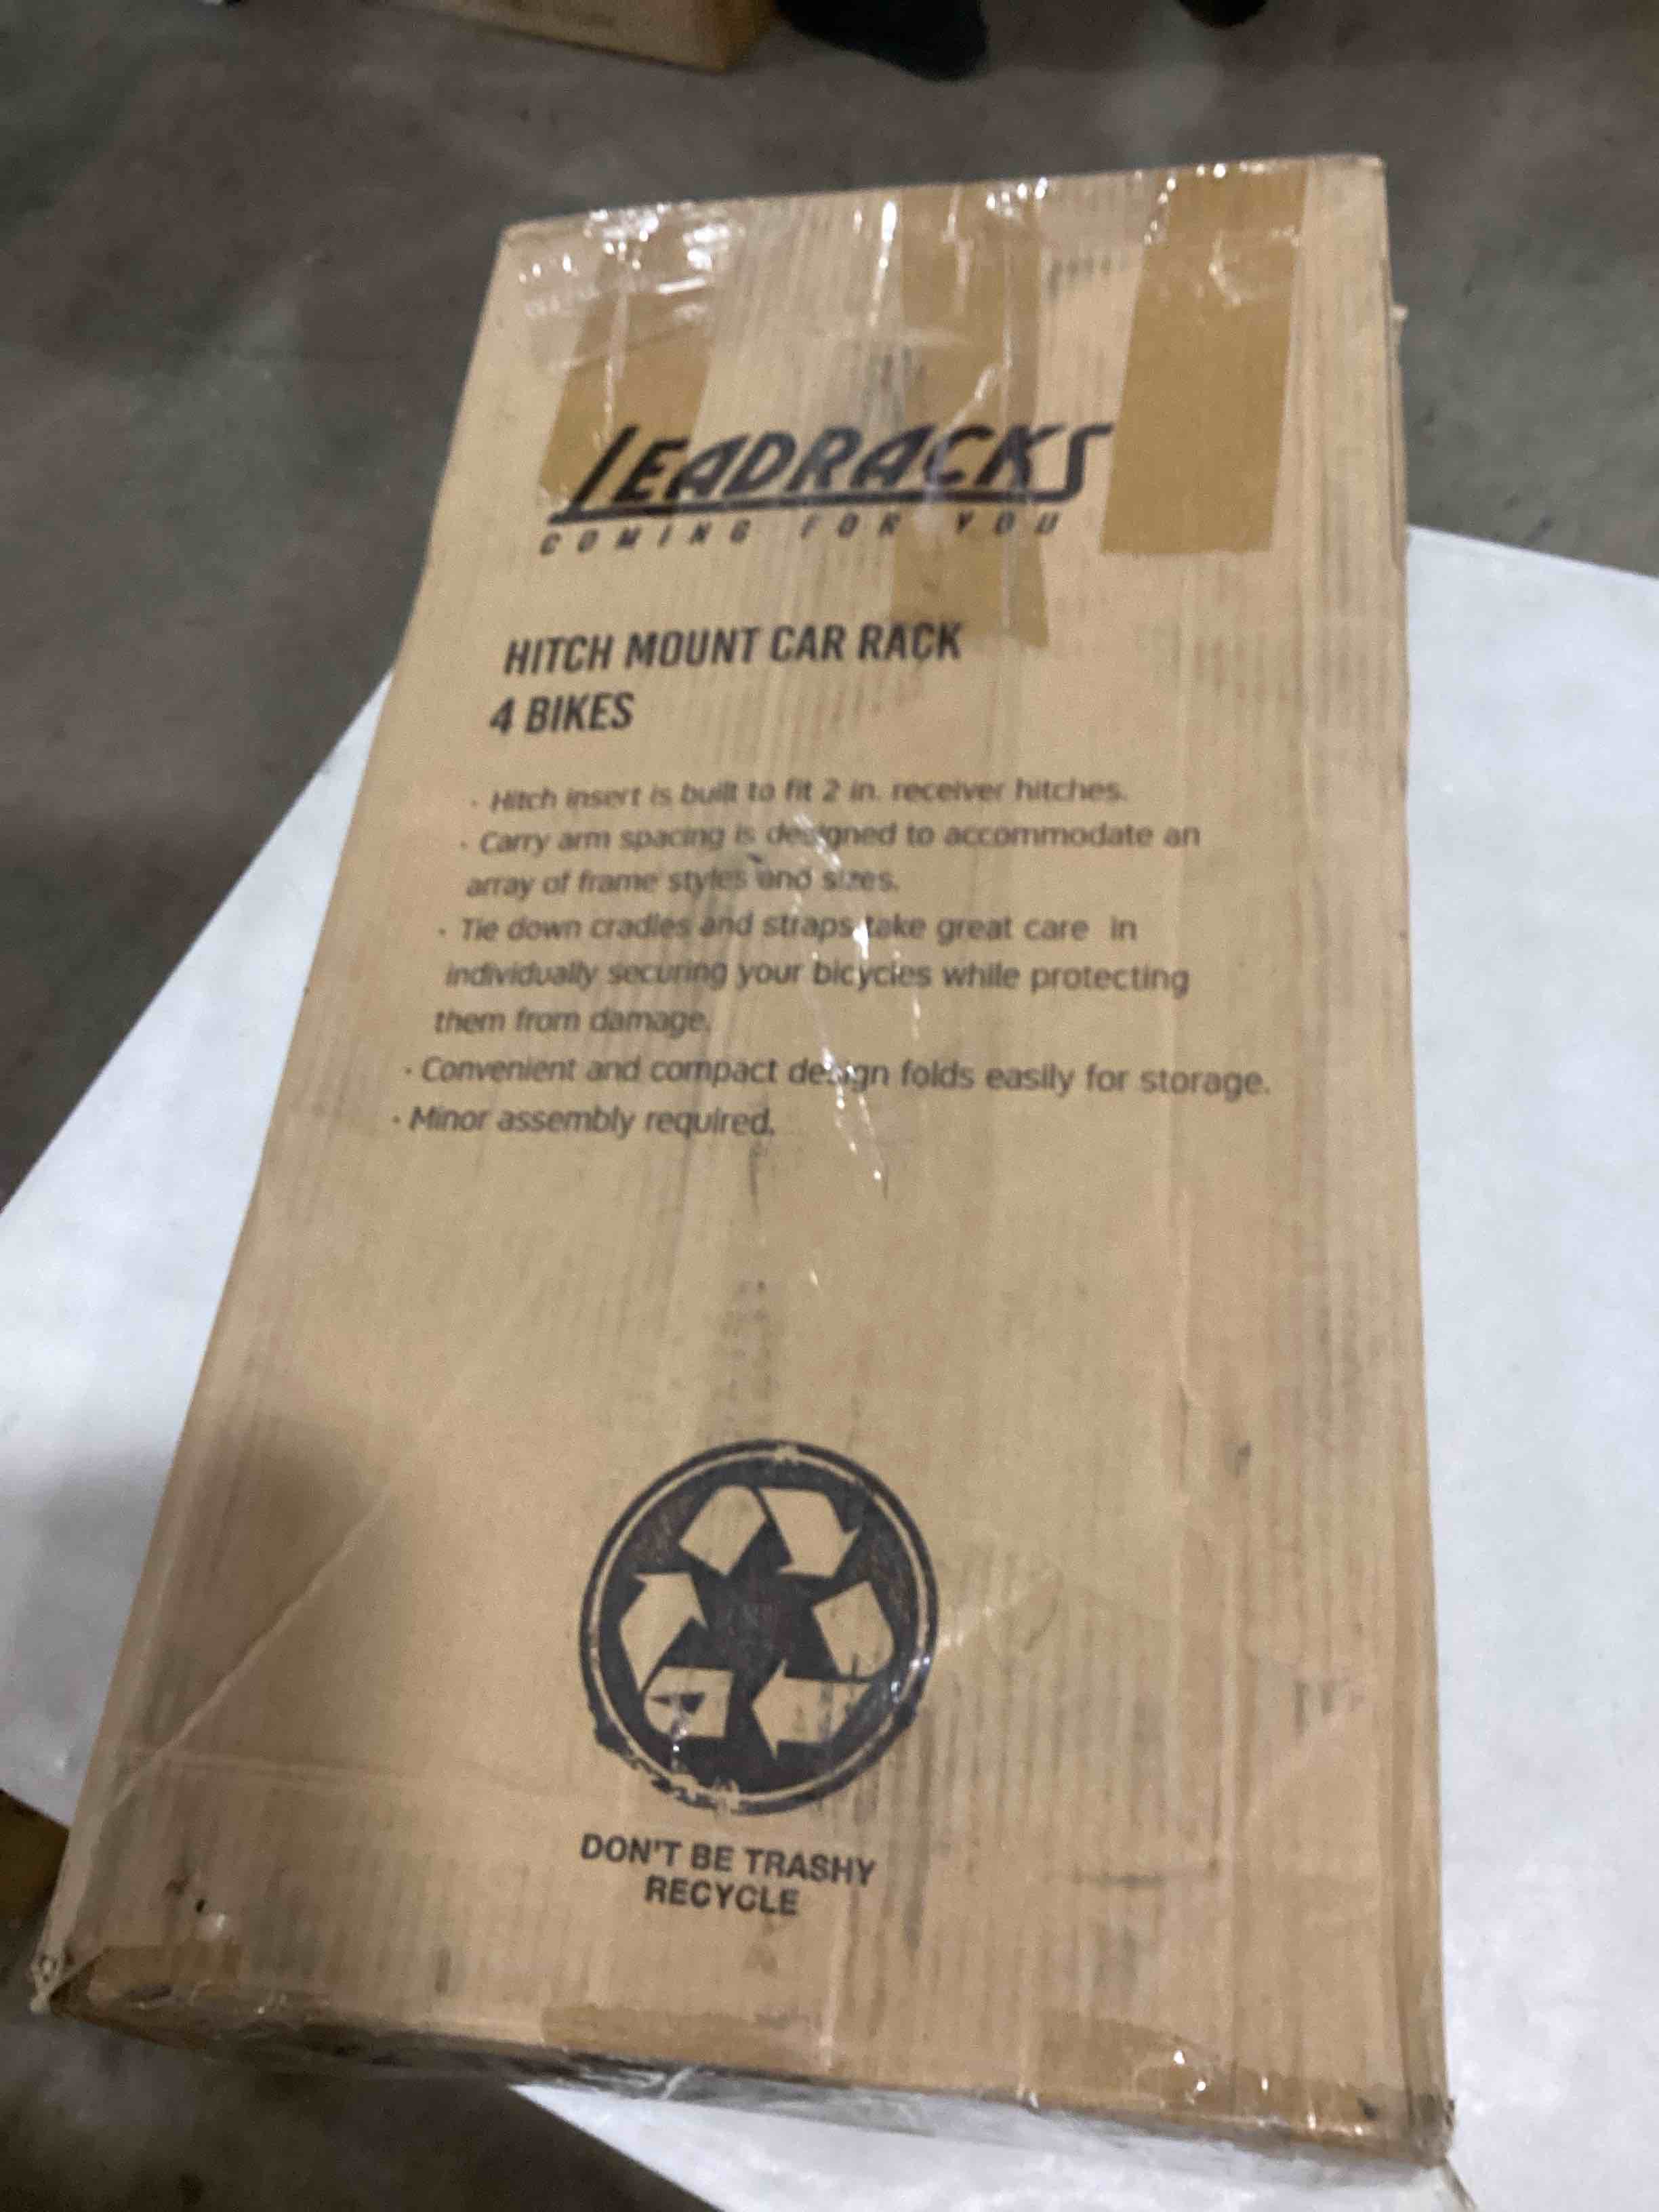 LEADRACKS
COMING FOR YOU
HITCH MOUNT CAR RACK
4 BIKES
· Hitch insert is built to fit 2 in. receiver hitches.
· Carry arm spacing is designed to accommodate an
array of frame styles and sizes.
· Tie down cradles and straps take great care in
individually securing your bicycles while protecting
them from damage.
· Convenient and compact design folds easily for storage.
· Minor assembly required.
DON'T BE TRASHY
RECYCLE